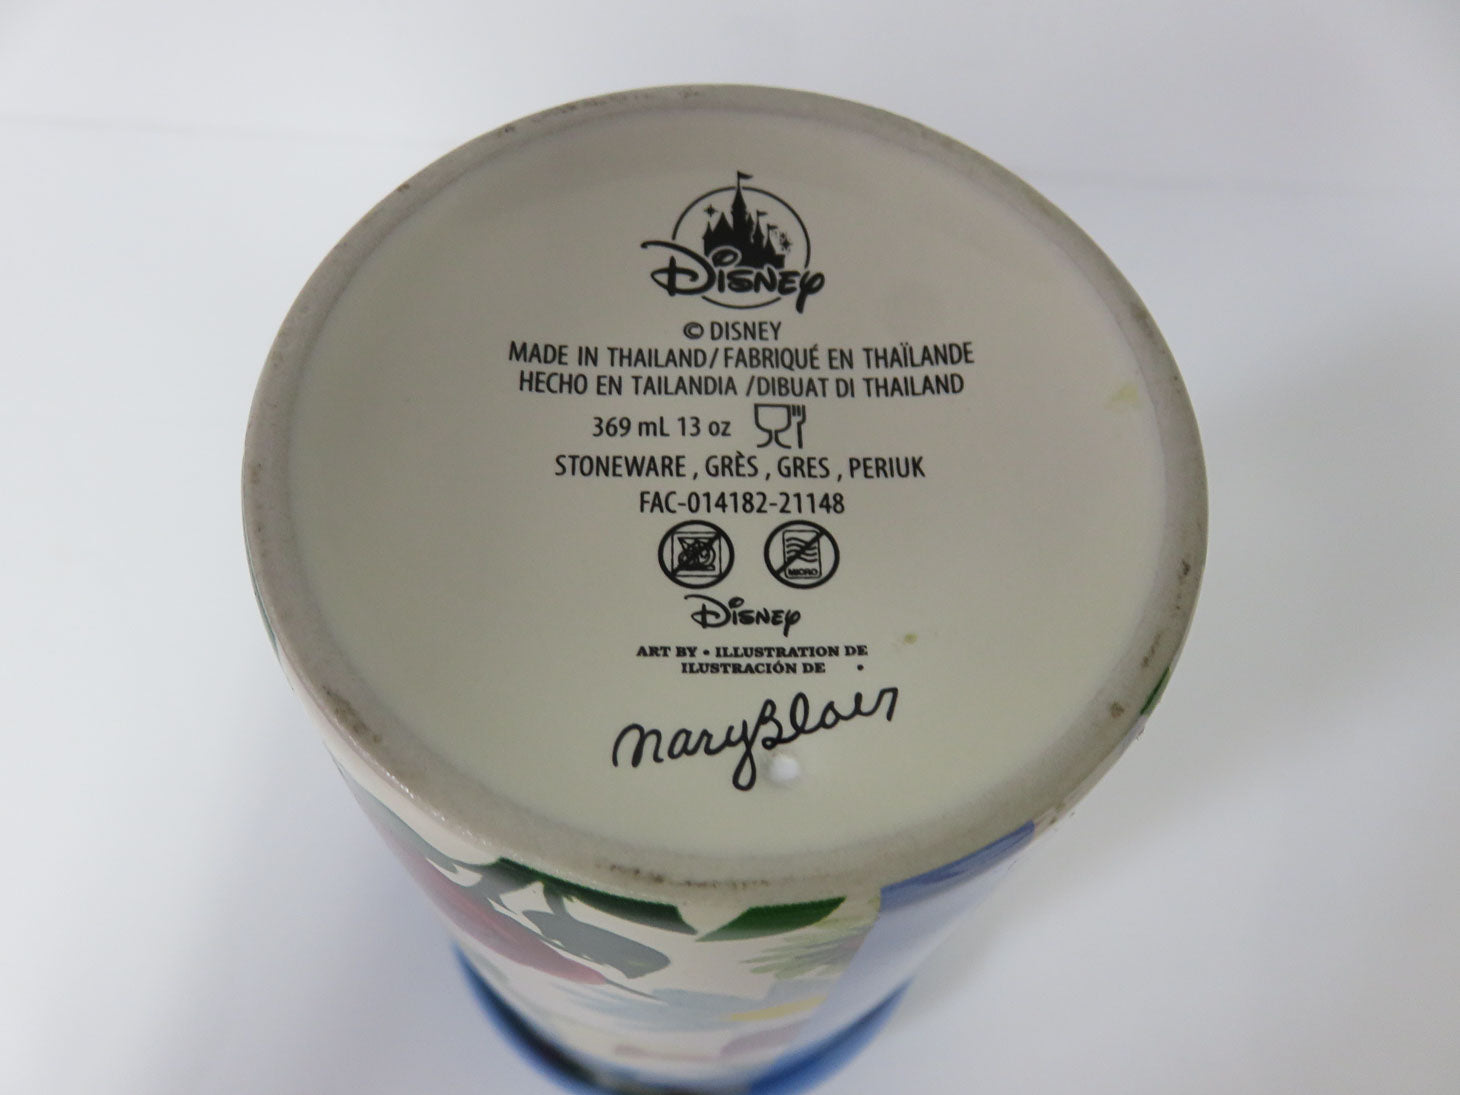 Disney
© DISNEY
MADE IN THAILAND/FABRIQUÉ EN THAÏLANDE
HECHO EN TAILANDIA /DIBUAT DI THAILAND
369 mL 13 oz
STONEWARE , GRÈS , GRES , PERIUK
FAC-014182-21148
MICRO
Disney
ART BY • ILLUSTRATION DE
ILUSTRACIÓN DE •
Mary Blair